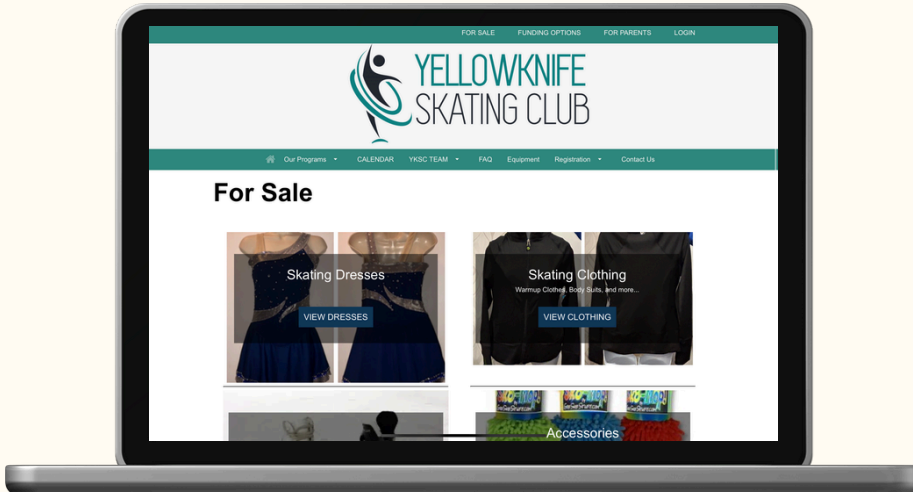 FOR SALE FUNDING OPTIONS FOR PARENTS LOGIN
YELLOWKNIFE
SKATING CLUB
Our Programs CALENDAR YKSC TEAM FAQ Equipment Registration Contact Us
For Sale
Skating Dresses
VIEW DRESSES
Skating Clothing
Warmup Clothes, Body Suits, and more...
VIEW CLOTHING
Accessories